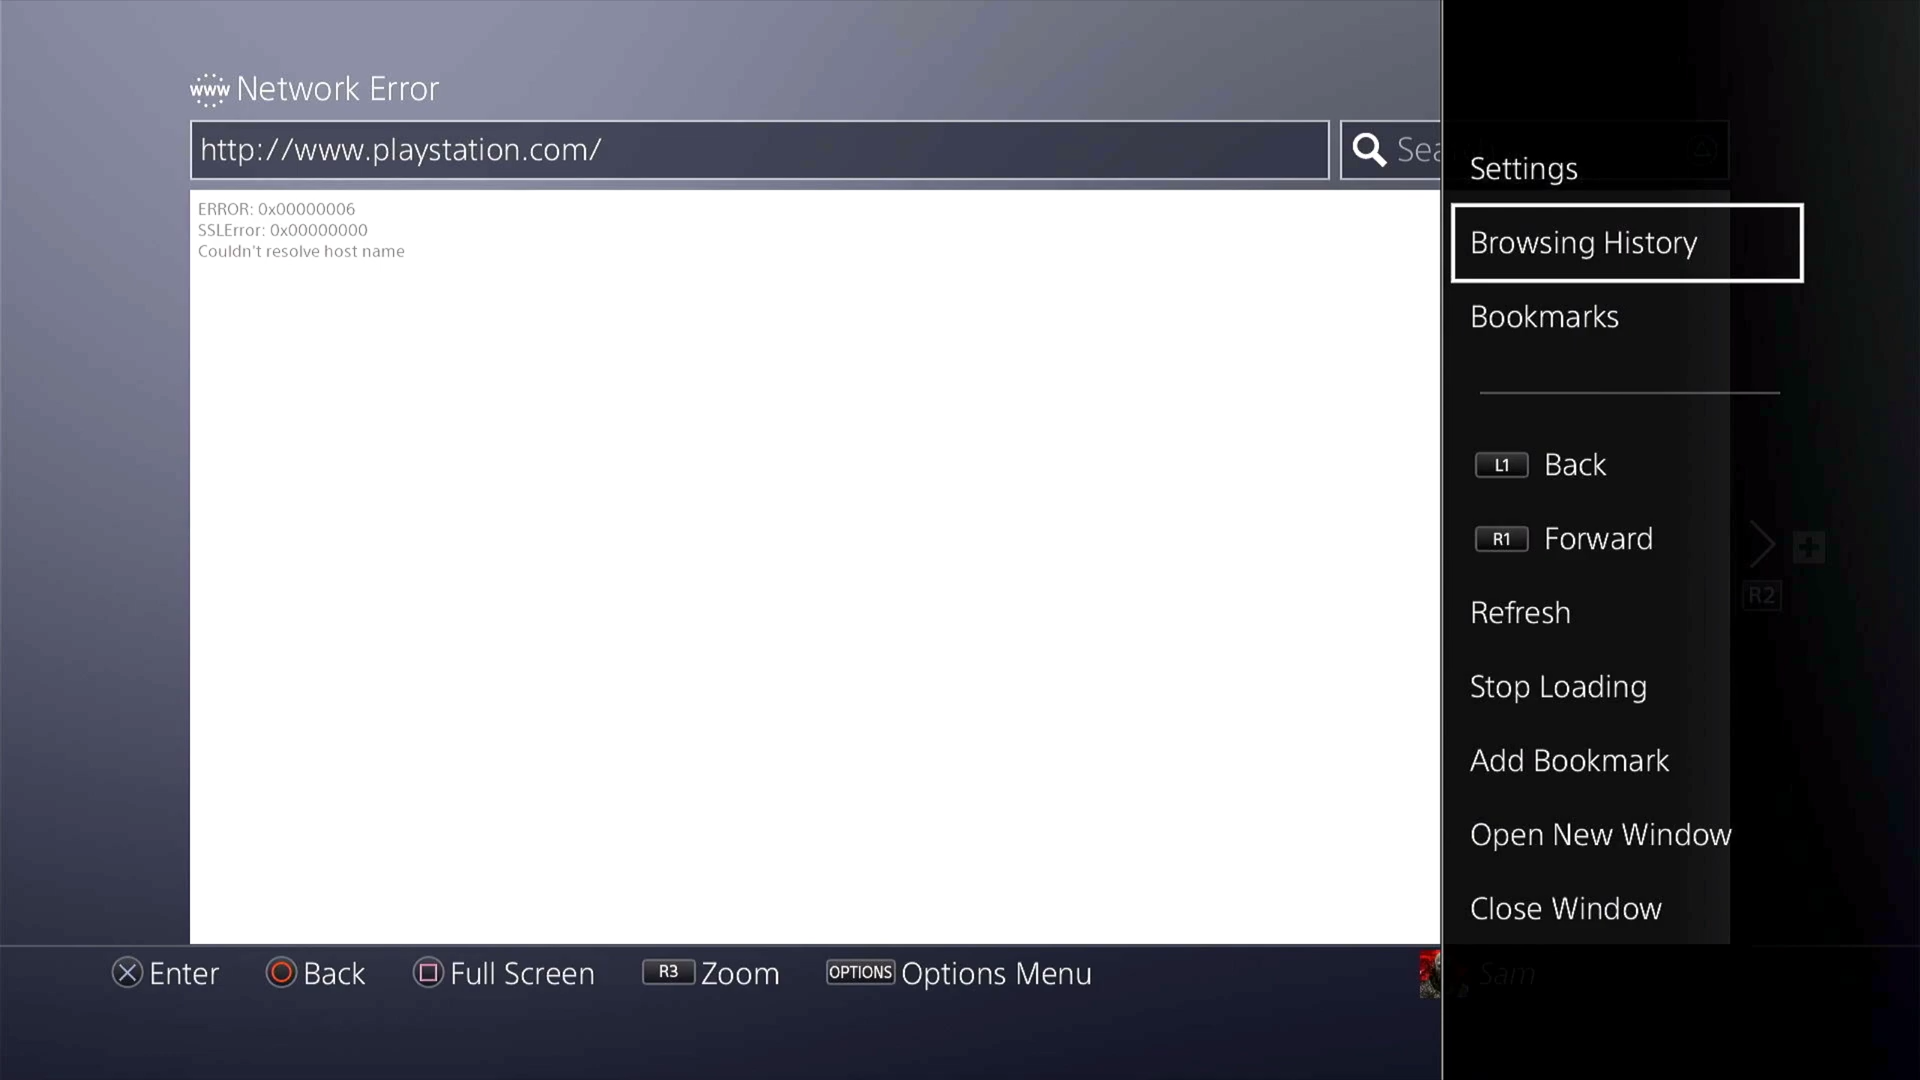 www Network Error
http://www.playstation.com/
Sea
ERROR: 0x00000006
SSLError: 0x00000000
Couldn't resolve host name
Settings
Browsing History
Bookmarks
L1 Back
R1 Forward
R2
Refresh
Stop Loading
Add Bookmark
Open New Window
Close Window
Enter Back Full Screen R3 Zoom OPTIONS Options Menu Sam